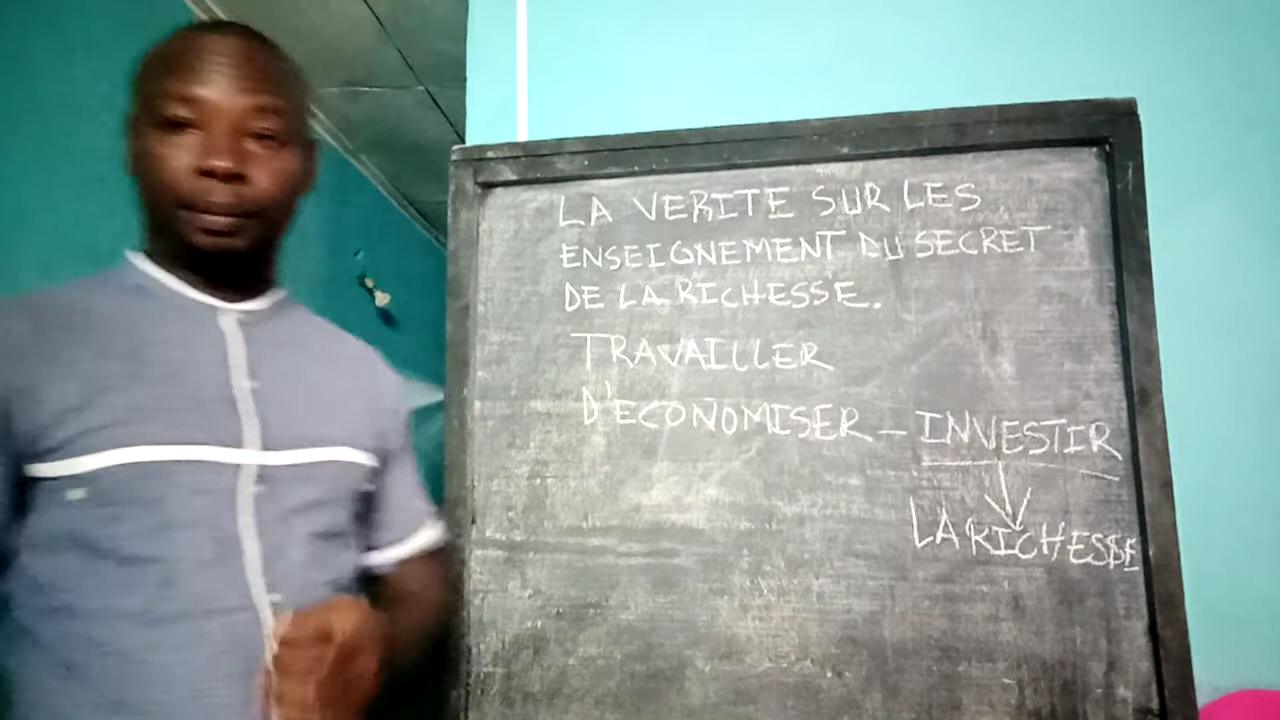 LA VERITE SUR LES
ENSEIGNEMENT DU SECRET
DE LA RICHESSE.
TRAVAILLER
D'ECONOMISER - INVESTIR
LA RICHESSE